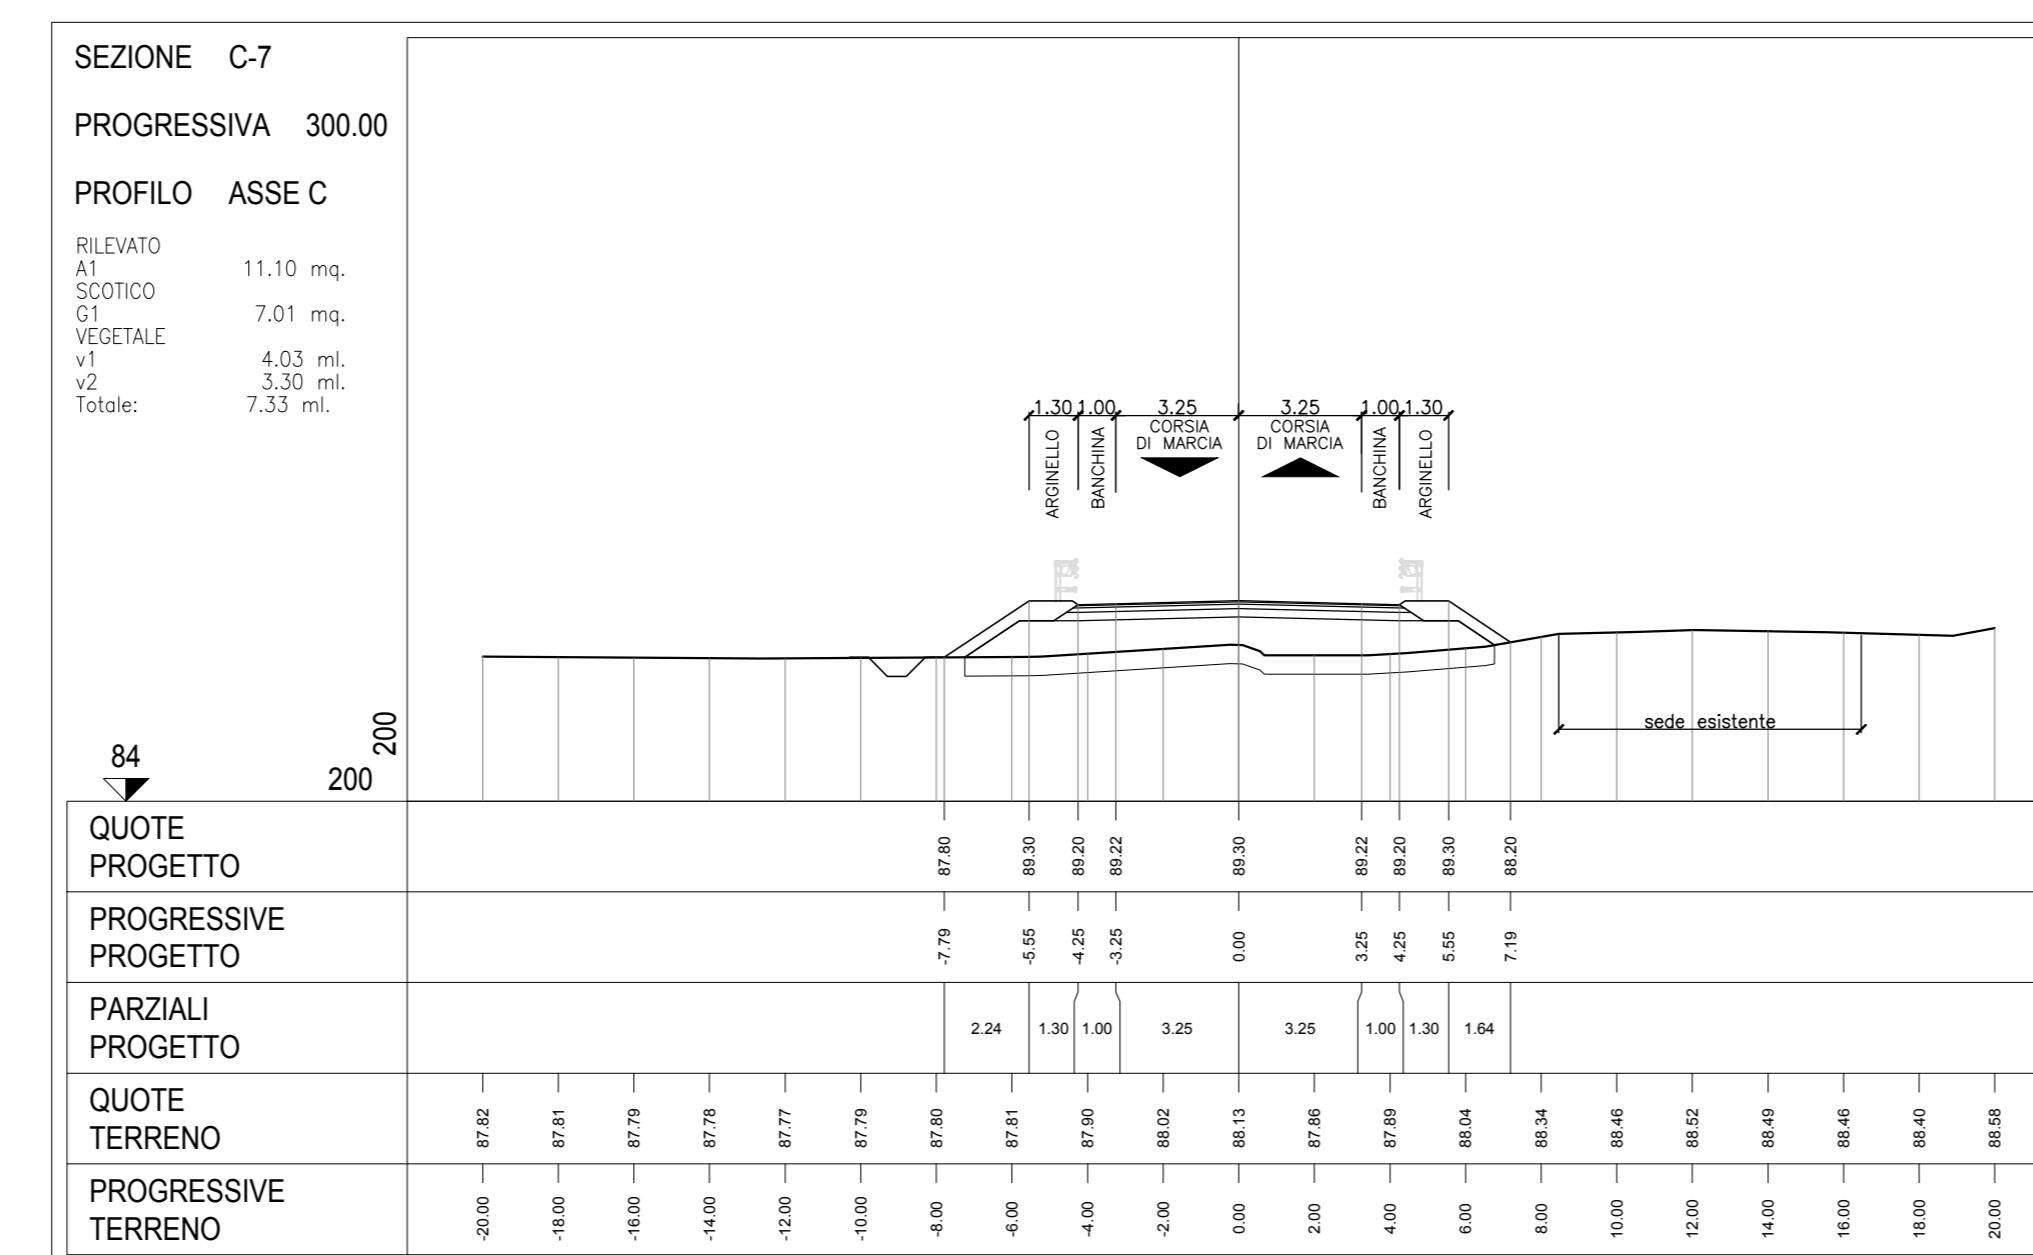 SEZIONE C-7
PROGRESSIVA 300.00
PROFILO ASSE C
RILEVATO
A1 11.10 mq.
SCOTICO
G1 7.01 mq.
VEGETALE
v1 4.03 ml.
v2 3.30 ml.
Totale: 7.33 ml.
1.30 1.00 3.25 3.25 1.00 1.30
ARGINELLO
BANCHINA
CORSIA
DI MARCIA
CORSIA
DI MARCIA
BANCHINA
ARGINELLO
sede esistente
84
200
200
QUOTE
PROGETTO
87.80 89.30 89.20 89.22 89.30 89.22 89.20 89.30 88.20
PROGRESSIVE
PROGETTO
-7.79 -5.55 -4.25 -3.25 0.00 3.25 4.25 5.55 7.19
PARZIALI
PROGETTO
2.24 1.30 1.00 3.25 3.25 1.00 1.30 1.64
QUOTE
TERRENO
87.82 87.81 87.79 87.78 87.77 87.79 87.80 87.81 87.90 88.02 88.13 87.86 87.89 88.04 88.34 88.46 88.52 88.49 88.46 88.40 88.58
PROGRESSIVE
TERRENO
-20.00 -18.00 -16.00 -14.00 -12.00 -10.00 -8.00 -6.00 -4.00 -2.00 0.00 2.00 4.00 6.00 8.00 10.00 12.00 14.00 16.00 18.00 20.00